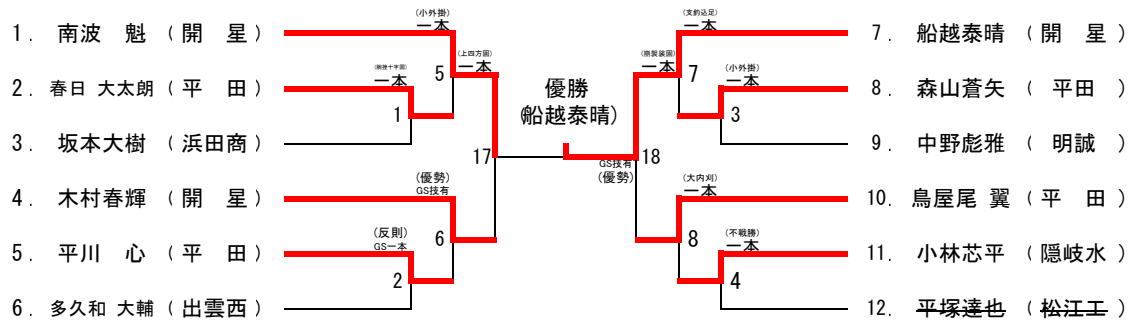 1. 南波 魁 （ 開 星 ）
2. 春日 大太朗 （ 平 田 ）
3. 坂本大樹 （ 浜田商 ）
4. 木村春輝 （ 開 星 ）
5. 平川 心 （ 平 田 ）
6. 多久和 大輔 （ 出雲西 ）
(小外掛)
一本
5
一本
1
(上四方固)
一本
17
(優勢)
GS技有
6
(反則)
GS一本
2
優勝
(船越泰晴)
GS技有
(優勢)
18
一本
一本
7
(小外掛)
一本
3
(大内刈)
一本
8
(不戦勝)
一本
4
7. 船越泰晴 （ 開 星 ）
8. 森山蒼矢 （ 平田 ）
9. 中野彪雅 （ 明誠 ）
10. 鳥屋尾 翼 （ 平 田 ）
11. 小林芯平 （ 隠岐水 ）
12. 平塚達也 （ 松江工 ）